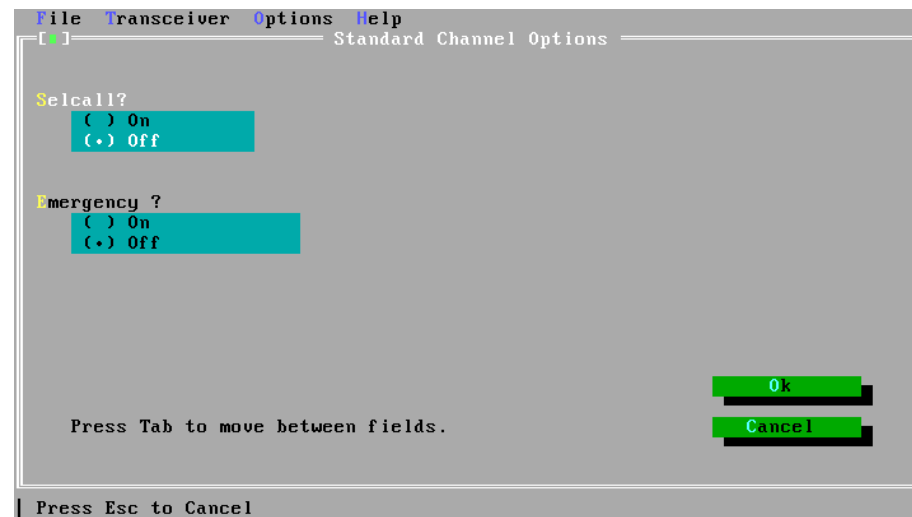 File Transceiver Options Help
[▪] Standard Channel Options
Selcall?
( ) On
(•) Off
Emergency ?
( ) On
(•) Off
Ok
Press Tab to move between fields.
Cancel
Press Esc to Cancel